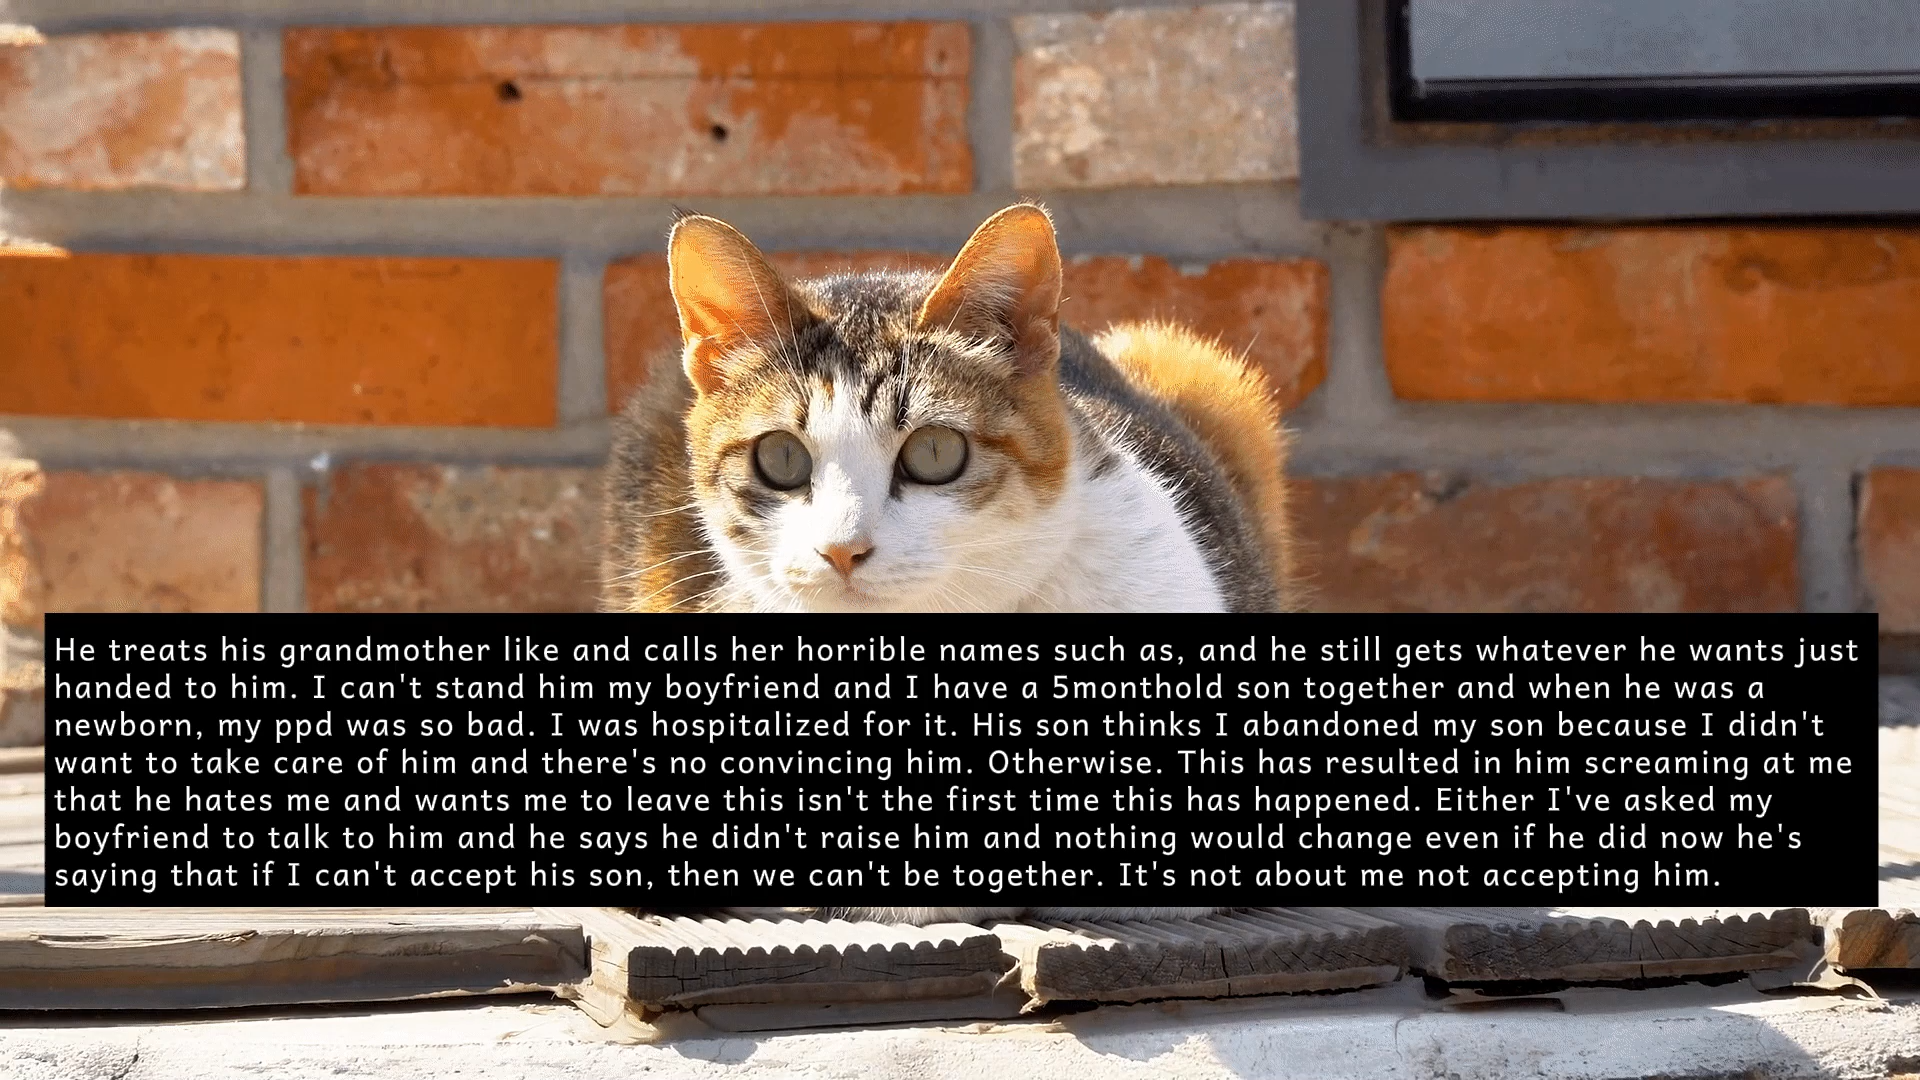 He treats his grandmother like and calls her horrible names such as, and he still gets whatever he wants just
handed to him. I can't stand him my boyfriend and I have a 5monthold son together and when he was a
newborn, my ppd was so bad. I was hospitalized for it. His son thinks I abandoned my son because I didn't
want to take care of him and there's no convincing him. Otherwise. This has resulted in him screaming at me
that he hates me and wants me to leave this isn't the first time this has happened. Either I've asked my
boyfriend to talk to him and he says he didn't raise him and nothing would change even if he did now he's
saying that if I can't accept his son, then we can't be together. It's not about me not accepting him.